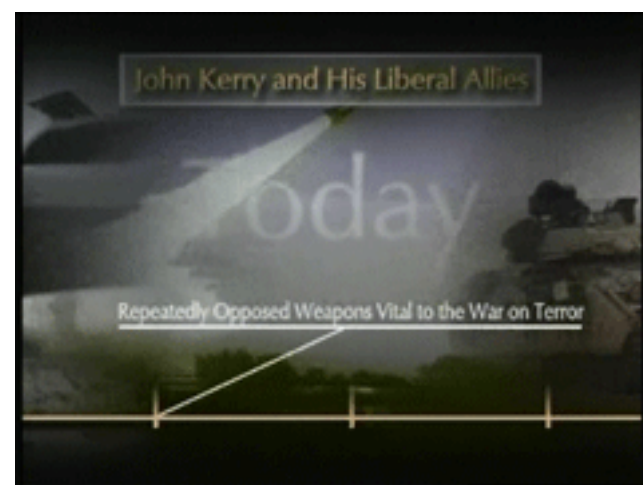 John Kerry and His Liberal Allies
Today
Repeatedly Opposed Weapons Vital to the War on Terror